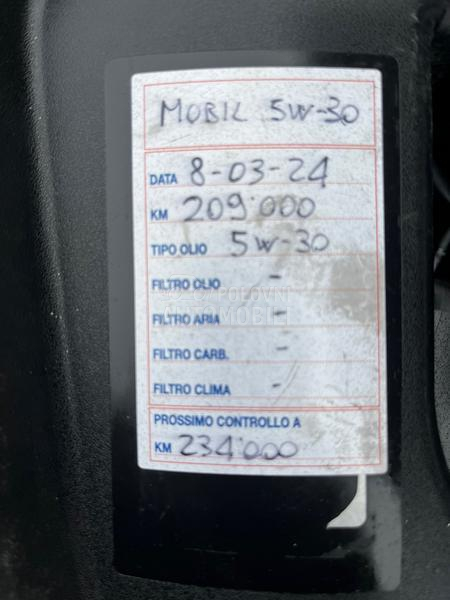 MOBIL 5W-30
DATA 8-03-24
KM 209'000
TIPO OLIO 5W-30
FILTRO OLIO -
POLOVNI
FILTRO ARIA -
FILTRO CARB. -
FILTRO CLIMA -
PROSSIMO CONTROLLO A
KM 234'000